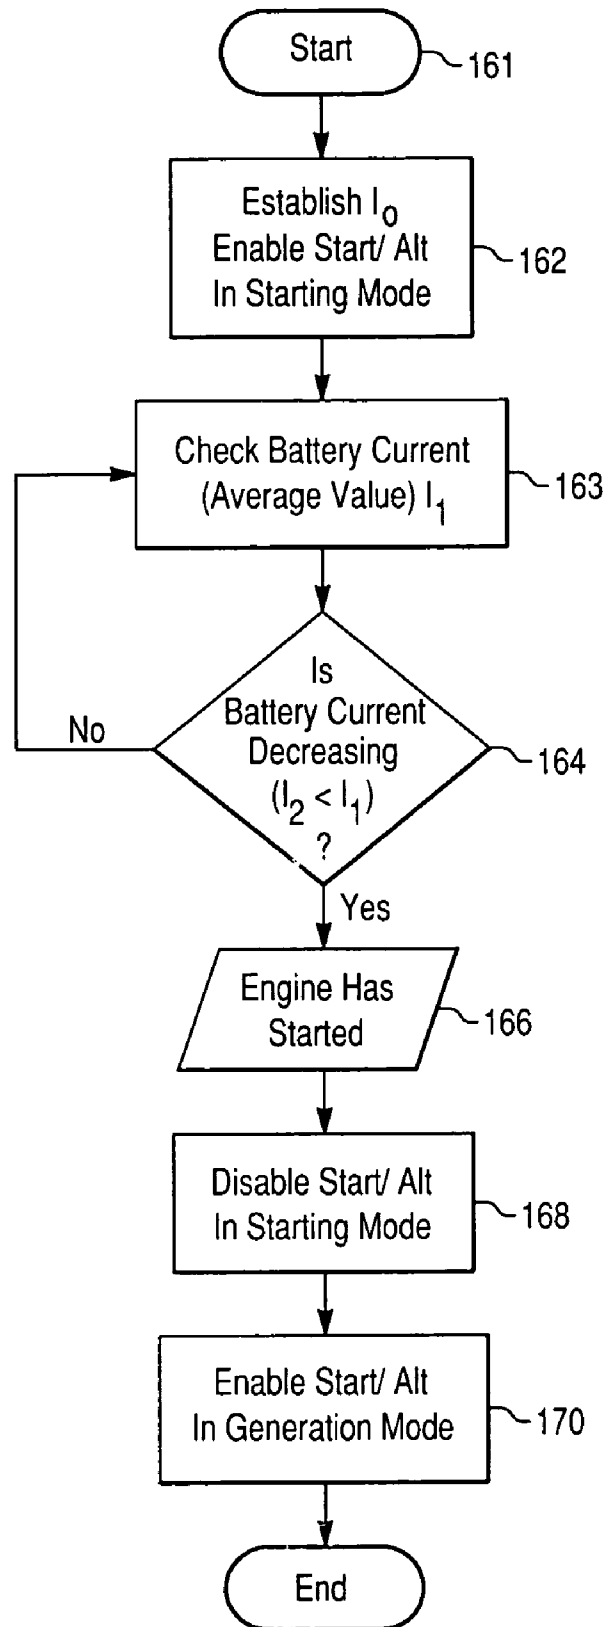 Start
161
Establish I₀
Enable Start/ Alt
In Starting Mode
162
Check Battery Current
(Average Value) I₁
163
Is
Battery Current
Decreasing
(I₂ < I₁)
?
164
No
Yes
Engine Has
Started
166
Disable Start/ Alt
In Starting Mode
168
Enable Start/ Alt
In Generation Mode
170
End